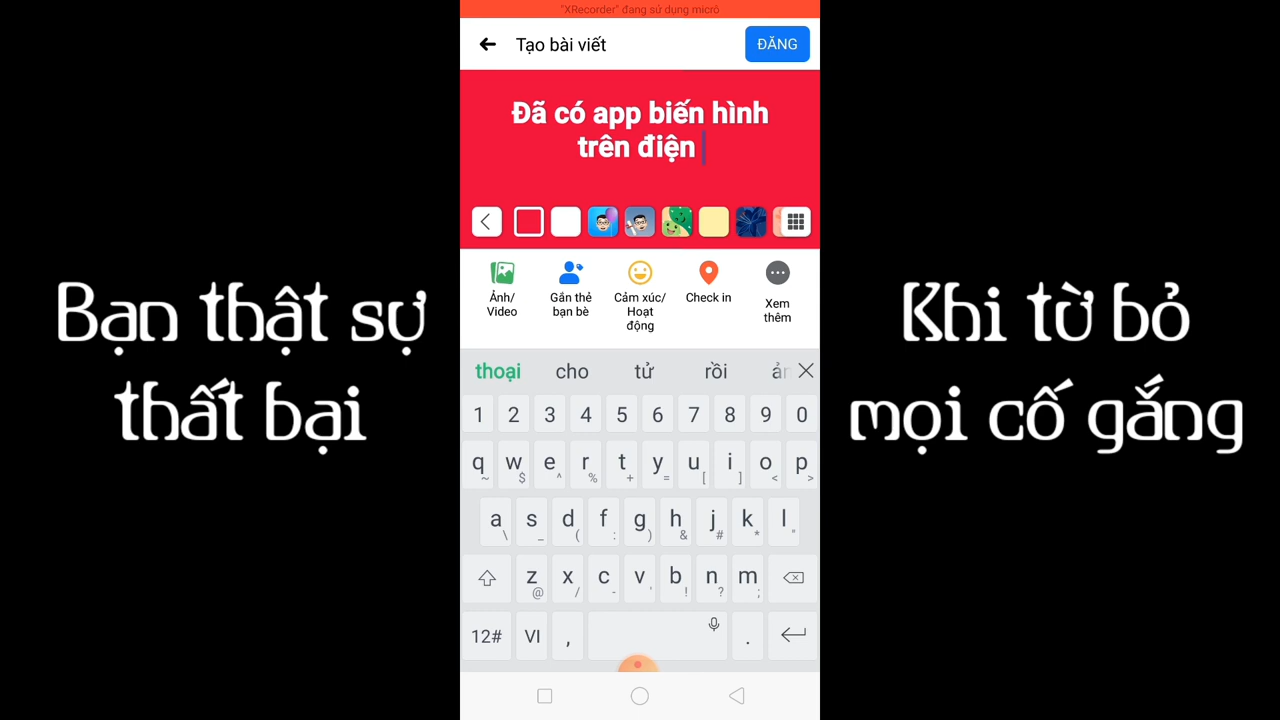 "XRecorder" đang sử dụng micrô
Tạo bài viết
ĐĂNG
Đã có app biến hình
trên điện
Ảnh/
Video
Gắn thẻ
bạn bè
Cảm xúc/
Hoạt
động
Check in
Xem
thêm
thoại cho tử rồi ản
1 2 3 4 5 6 7 8 9 0
q w e r t y u i o p
~ $ ^ % + = [ ] < >
a s d f g h j k l
\ _ ( : ) & # * "
z x c v b n m
@ / - ' ! ? ;
12# VI , .
Bạn thật sự
thất bại
Khi từ bỏ
mọi cố gắng